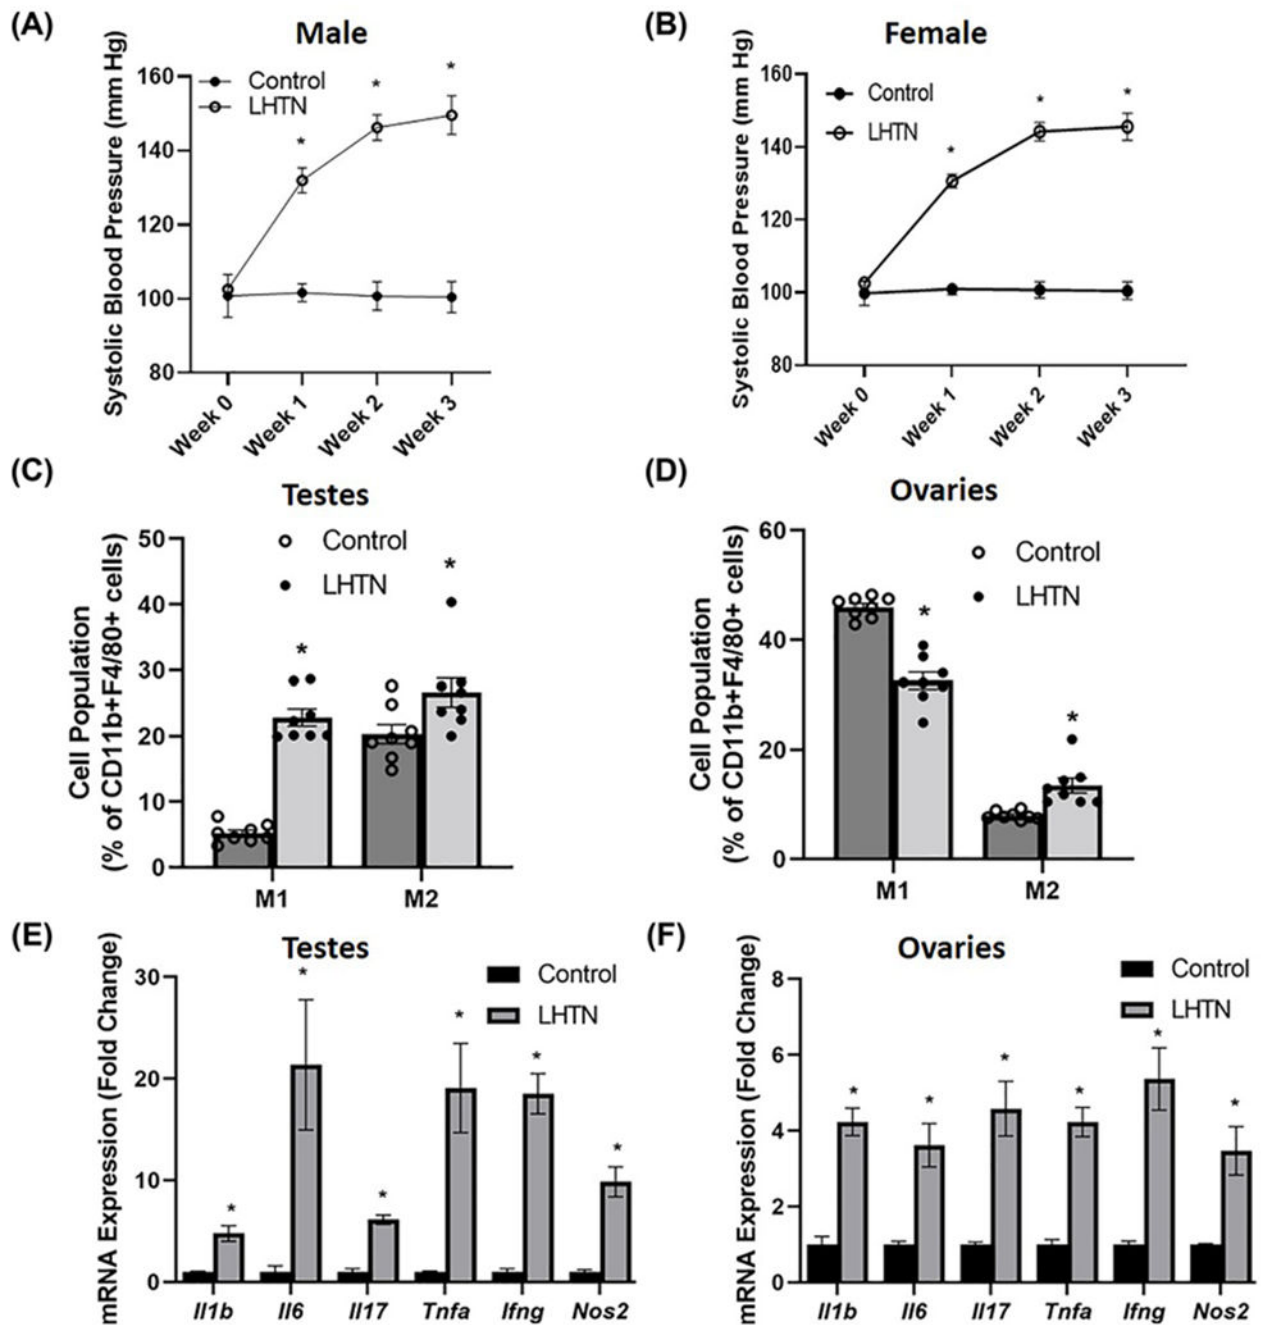 (A)
Male
Systolic Blood Pressure (mm Hg)
160
140
120
100
80
Control
LHTN
*
*
*
Week 0
Week 1
Week 2
Week 3
(B)
Female
Systolic Blood Pressure (mm Hg)
160
140
120
100
80
Control
LHTN
*
*
*
Week 0
Week 1
Week 2
Week 3
(C)
Testes
Cell Population
(% of CD11b+F4/80+ cells)
50
40
30
20
10
0
Control
LHTN
*
*
M1
M2
(D)
Ovaries
Cell Population
(% of CD11b+F4/80+ cells)
60
40
20
0
Control
LHTN
*
*
M1
M2
(E)
Testes
mRNA Expression (Fold Change)
30
20
10
0
Control
LHTN
*
*
*
*
*
*
Il1b
Il6
Il17
Tnfa
Ifng
Nos2
(F)
Ovaries
mRNA Expression (Fold Change)
8
6
4
2
0
Control
LHTN
*
*
*
*
*
*
Il1b
Il6
Il17
Tnfa
Ifng
Nos2